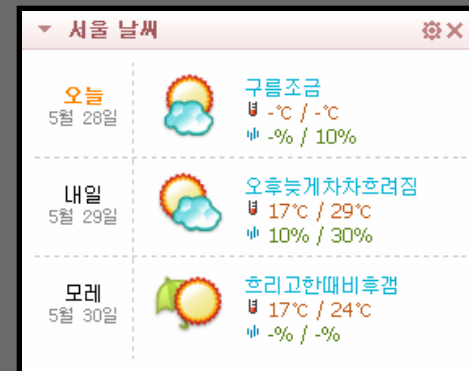 서울 날씨
오늘
5월 28일
구름조금
-℃ / -℃
-% / 10%
내일
5월 29일
오후늦게차차흐려짐
17℃ / 29℃
10% / 30%
모레
5월 30일
흐리고한때비후갬
17℃ / 24℃
-% / -%